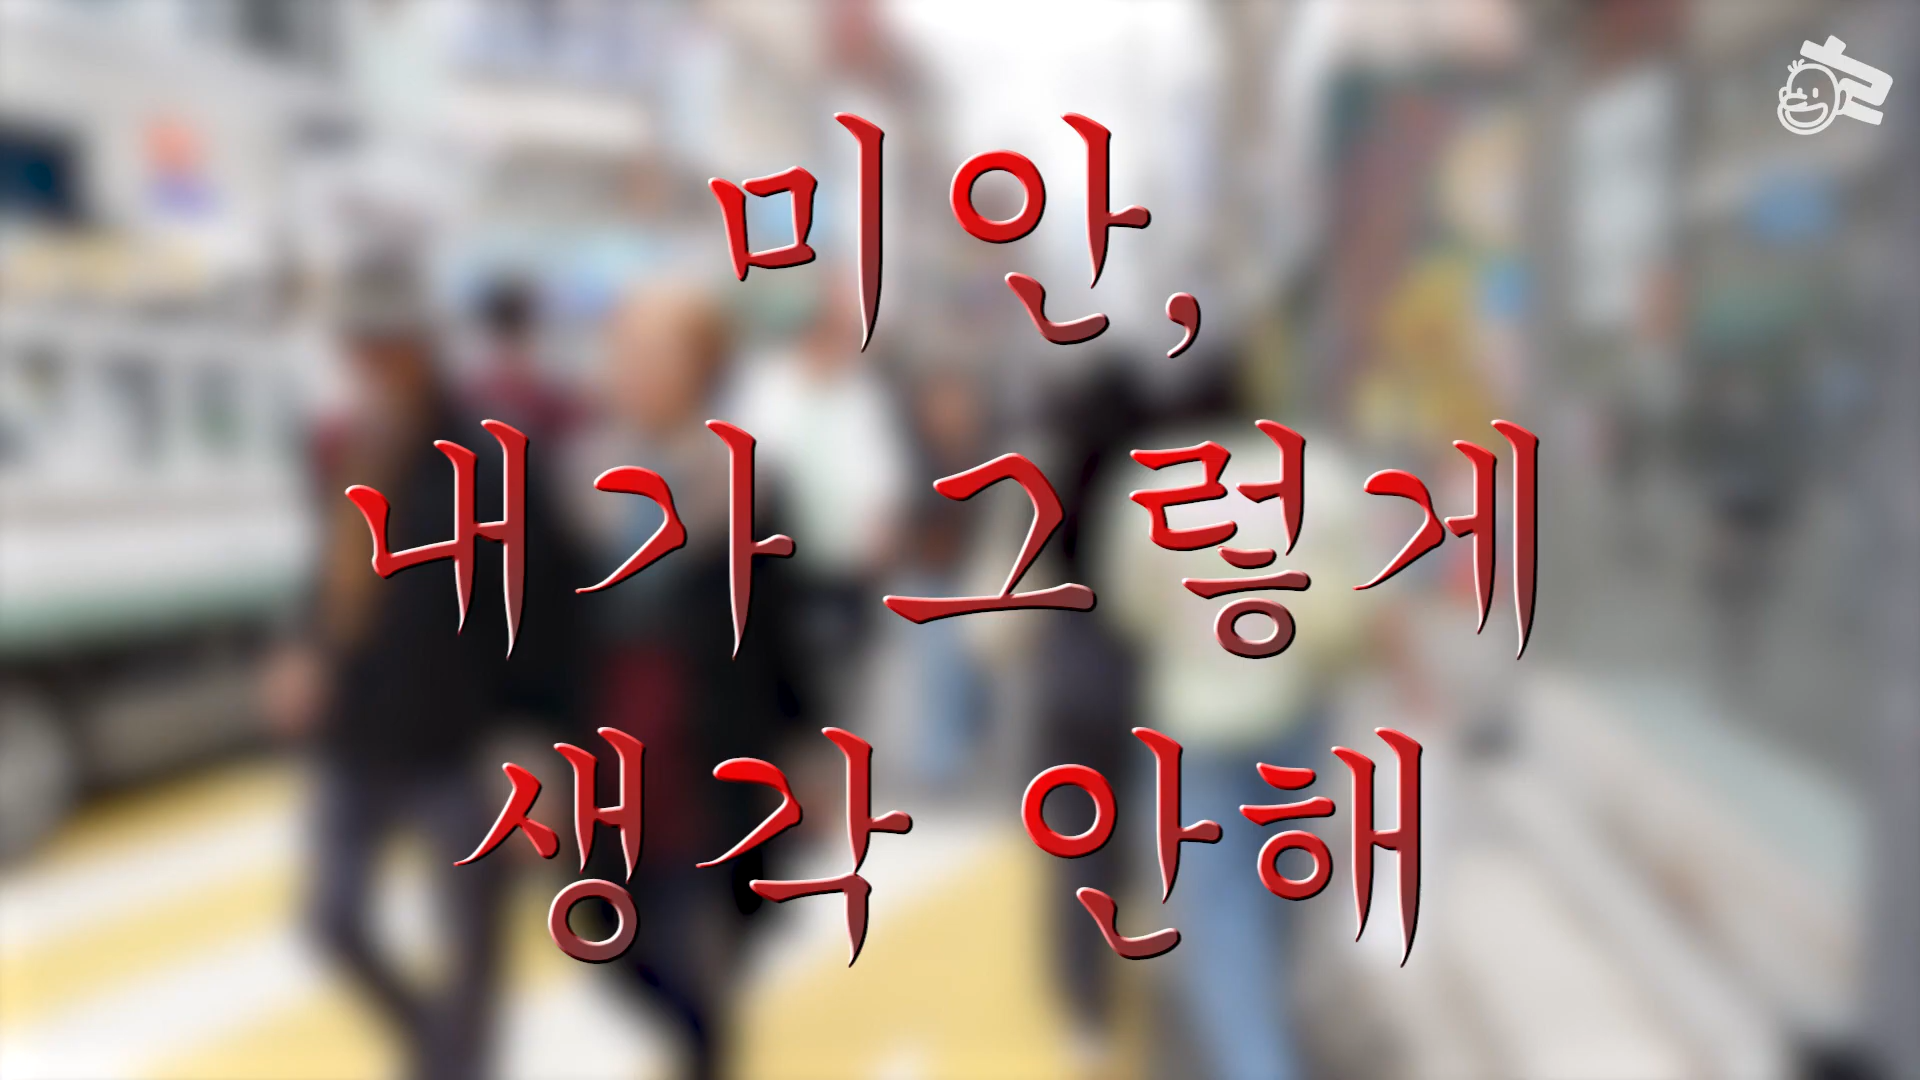 미안,
내가 그렇게
생각 안해